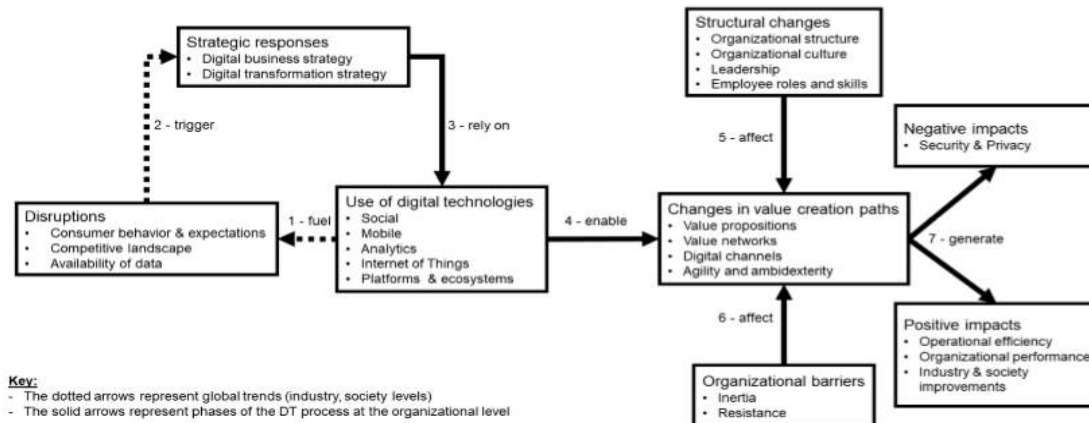 Strategic responses
• Digital business strategy
• Digital transformation strategy
Structural changes
• Organizational structure
• Organizational culture
• Leadership
• Employee roles and skills
2 - trigger
3 - rely on
5 - affect
Negative impacts
• Security & Privacy
Disruptions
• Consumer behavior & expectations
• Competitive landscape
• Availability of data
1 - fuel
Use of digital technologies
• Social
• Mobile
• Analytics
• Internet of Things
• Platforms & ecosystems
4 - enable
Changes in value creation paths
• Value propositions
• Value networks
• Digital channels
• Agility and ambidexterity
7 - generate
6 - affect
Positive impacts
• Operational efficiency
• Organizational performance
• Industry & society
improvements
Organizational barriers
• Inertia
• Resistance
Key:
- The dotted arrows represent global trends (industry, society levels)
- The solid arrows represent phases of the DT process at the organizational level